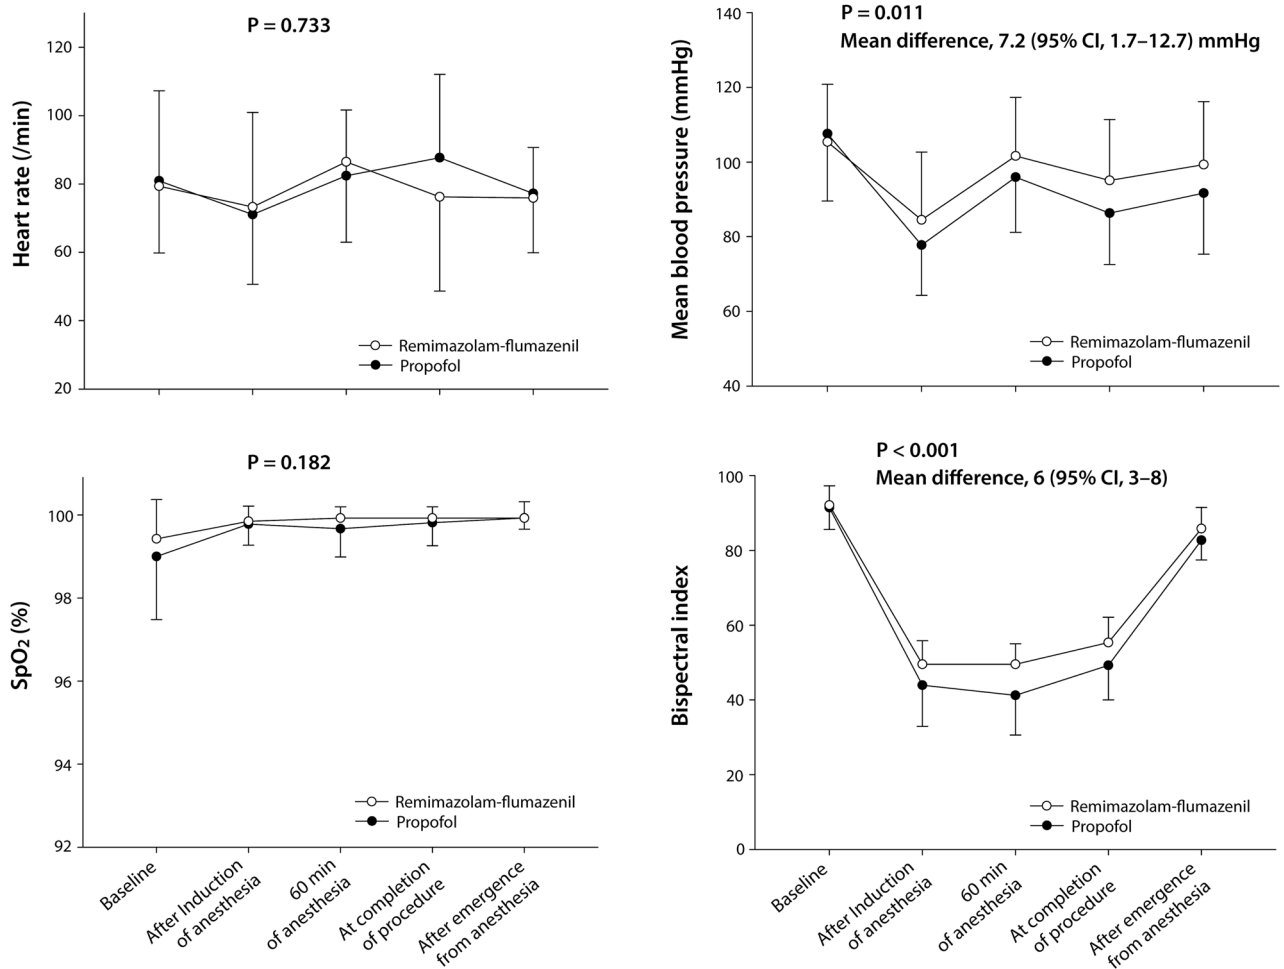 P = 0.733
Heart rate (/min)
120
100
80
60
40
20
Remimazolam-flumazenil
Propofol
P = 0.011
Mean difference, 7.2 (95% CI, 1.7–12.7) mmHg
Mean blood pressure (mmHg)
140
120
100
80
60
40
Remimazolam-flumazenil
Propofol
P = 0.182
SpO2 (%)
100
98
96
94
92
Remimazolam-flumazenil
Propofol
Baseline
After Induction
of anesthesia
60 min
of anesthesia
At completion
of procedure
After emergence
from anesthesia
P < 0.001
Mean difference, 6 (95% CI, 3–8)
Bispectral index
100
80
60
40
20
0
Remimazolam-flumazenil
Propofol
Baseline
After Induction
of anesthesia
60 min
of anesthesia
At completion
of procedure
After emergence
from anesthesia